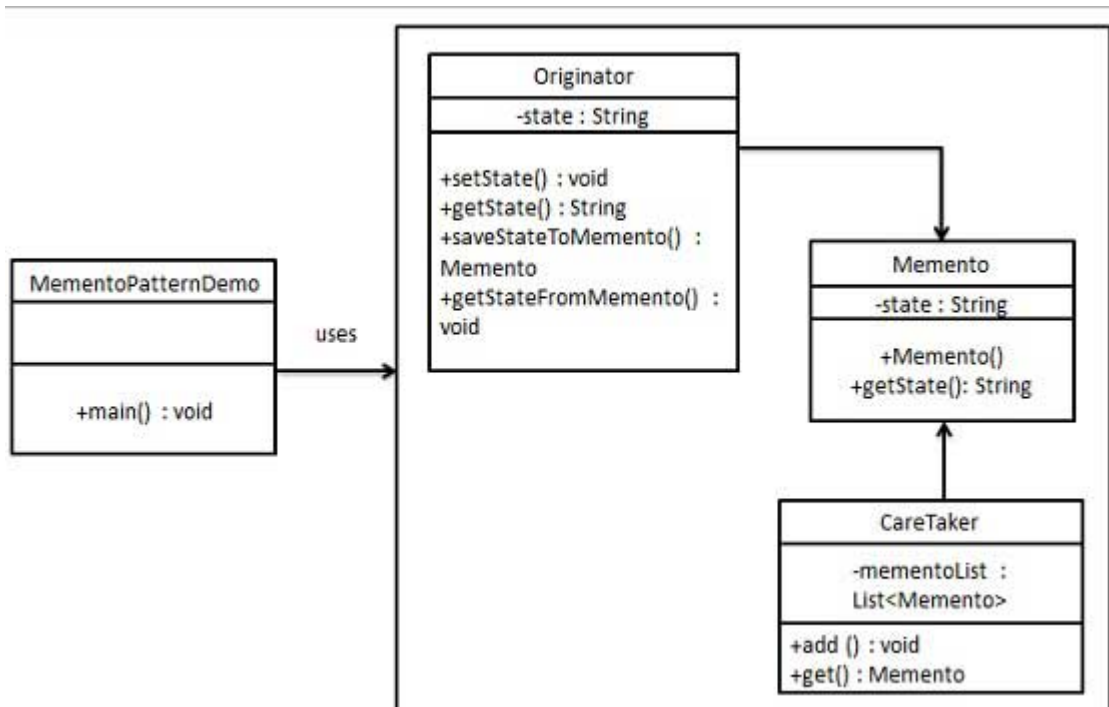 MementoPatternDemo
+main() : void
uses
Originator
-state : String
+setState() : void
+getState() : String
+saveStateToMemento() :
Memento
+getStateFromMemento() :
void
Memento
-state : String
+Memento()
+getState(): String
CareTaker
-mementoList :
List<Memento>
+add () : void
+get() : Memento